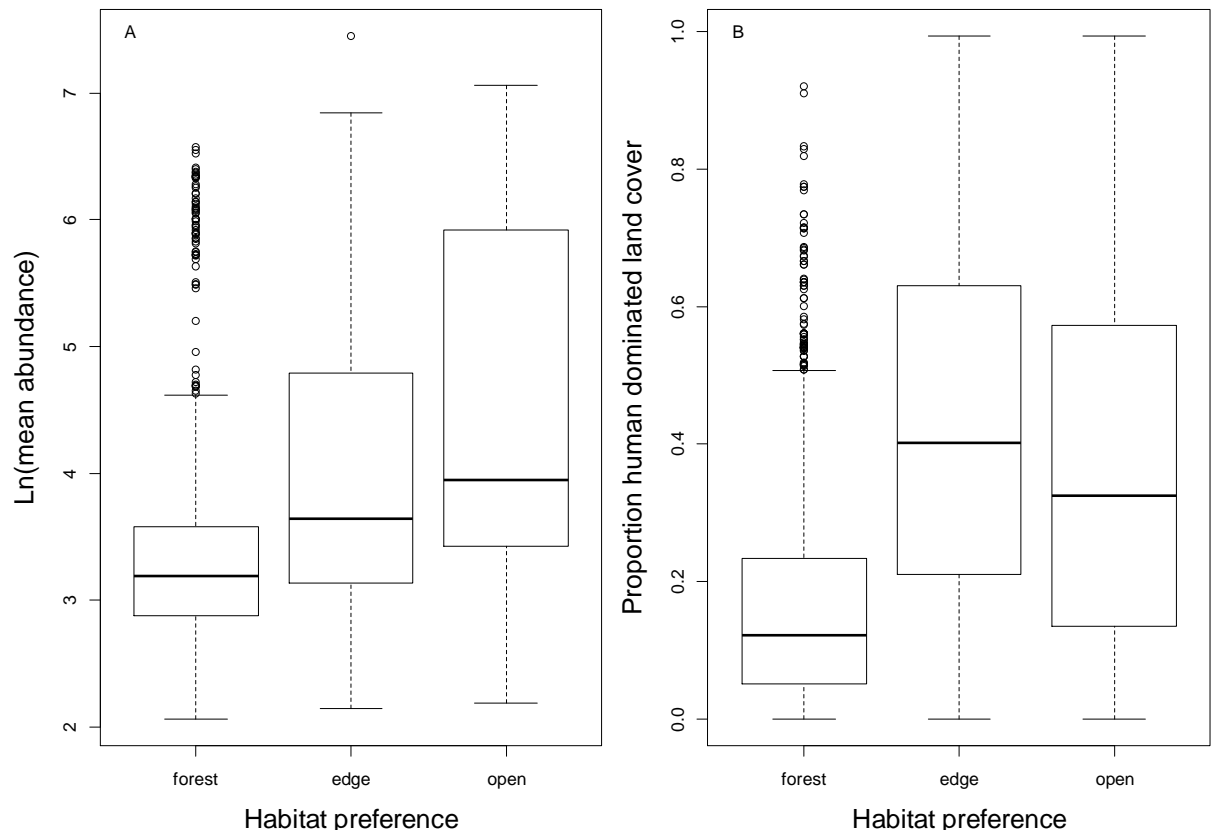 A
Ln(mean abundance)
7
6
5
4
3
2
forest edge open
Habitat preference
B
Proportion human dominated land cover
1.0
0.8
0.6
0.4
0.2
0.0
forest edge open
Habitat preference